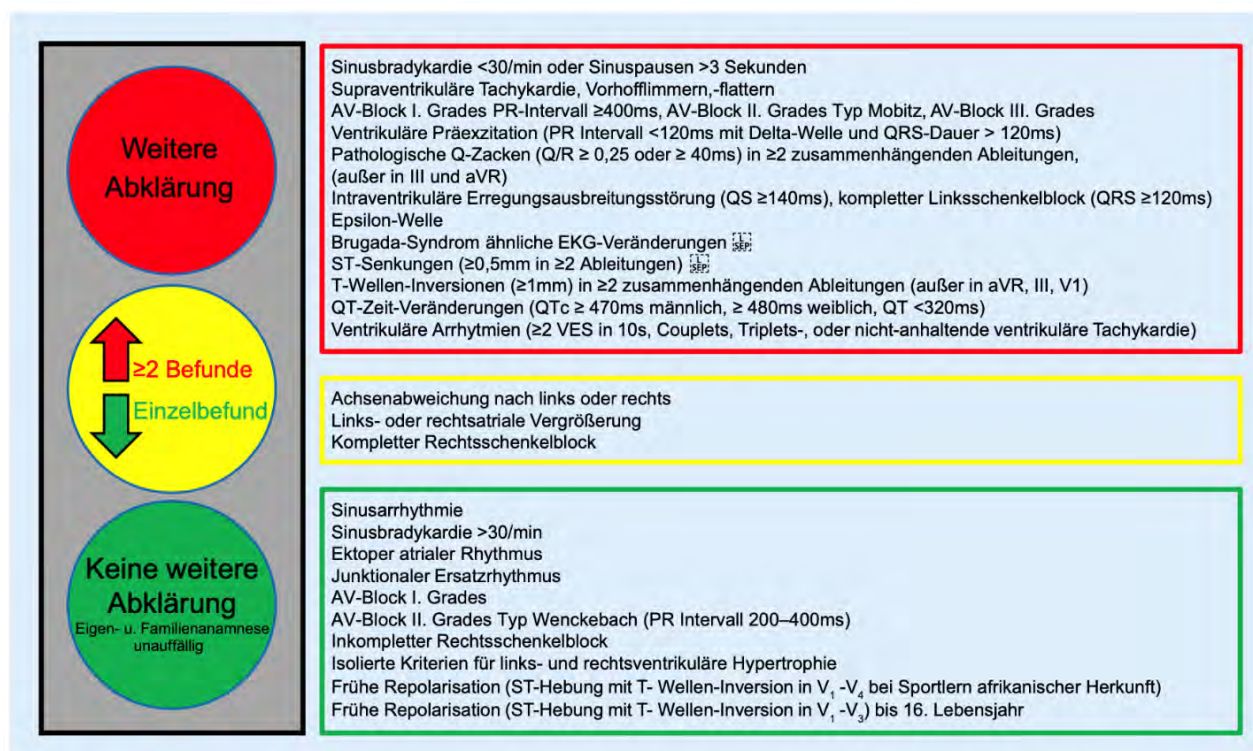 Weitere
Abklärung
≥2 Befunde
Einzelbefund
Keine weitere
Abklärung
Eigen- u. Familienanamnese
unauffällig
Sinusbradykardie <30/min oder Sinuspausen >3 Sekunden
Supraventrikuläre Tachykardie, Vorhofflimmern,-flattern
AV-Block I. Grades PR-Intervall ≥400ms, AV-Block II. Grades Typ Mobitz, AV-Block III. Grades
Ventrikuläre Präexzitation (PR Intervall <120ms mit Delta-Welle und QRS-Dauer > 120ms)
Pathologische Q-Zacken (Q/R ≥ 0,25 oder ≥ 40ms) in ≥2 zusammenhängenden Ableitungen,
(außer in III und aVR)
Intraventrikuläre Erregungsausbreitungsstörung (QS ≥140ms), kompletter Linksschenkelblock (QRS ≥120ms)
Epsilon-Welle
Brugada-Syndrom ähnliche EKG-Veränderungen L SEP
ST-Senkungen (≥0,5mm in ≥2 Ableitungen) L SEP
T-Wellen-Inversionen (≥1mm) in ≥2 zusammenhängenden Ableitungen (außer in aVR, III, V1)
QT-Zeit-Veränderungen (QTc ≥ 470ms männlich, ≥ 480ms weiblich, QT <320ms)
Ventrikuläre Arrhytmien (≥2 VES in 10s, Couplets, Triplets-, oder nicht-anhaltende ventrikuläre Tachykardie)
Achsenabweichung nach links oder rechts
Links- oder rechtsatriale Vergrößerung
Kompletter Rechtsschenkelblock
Sinusarrhythmie
Sinusbradykardie >30/min
Ektoper atrialer Rhythmus
Junktionaler Ersatzrhythmus
AV-Block I. Grades
AV-Block II. Grades Typ Wenckebach (PR Intervall 200–400ms)
Inkompletter Rechtsschenkelblock
Isolierte Kriterien für links- und rechtsventrikuläre Hypertrophie
Frühe Repolarisation (ST-Hebung mit T- Wellen-Inversion in V₁ -V₄ bei Sportlern afrikanischer Herkunft)
Frühe Repolarisation (ST-Hebung mit T- Wellen-Inversion in V₁ -V₃) bis 16. Lebensjahr